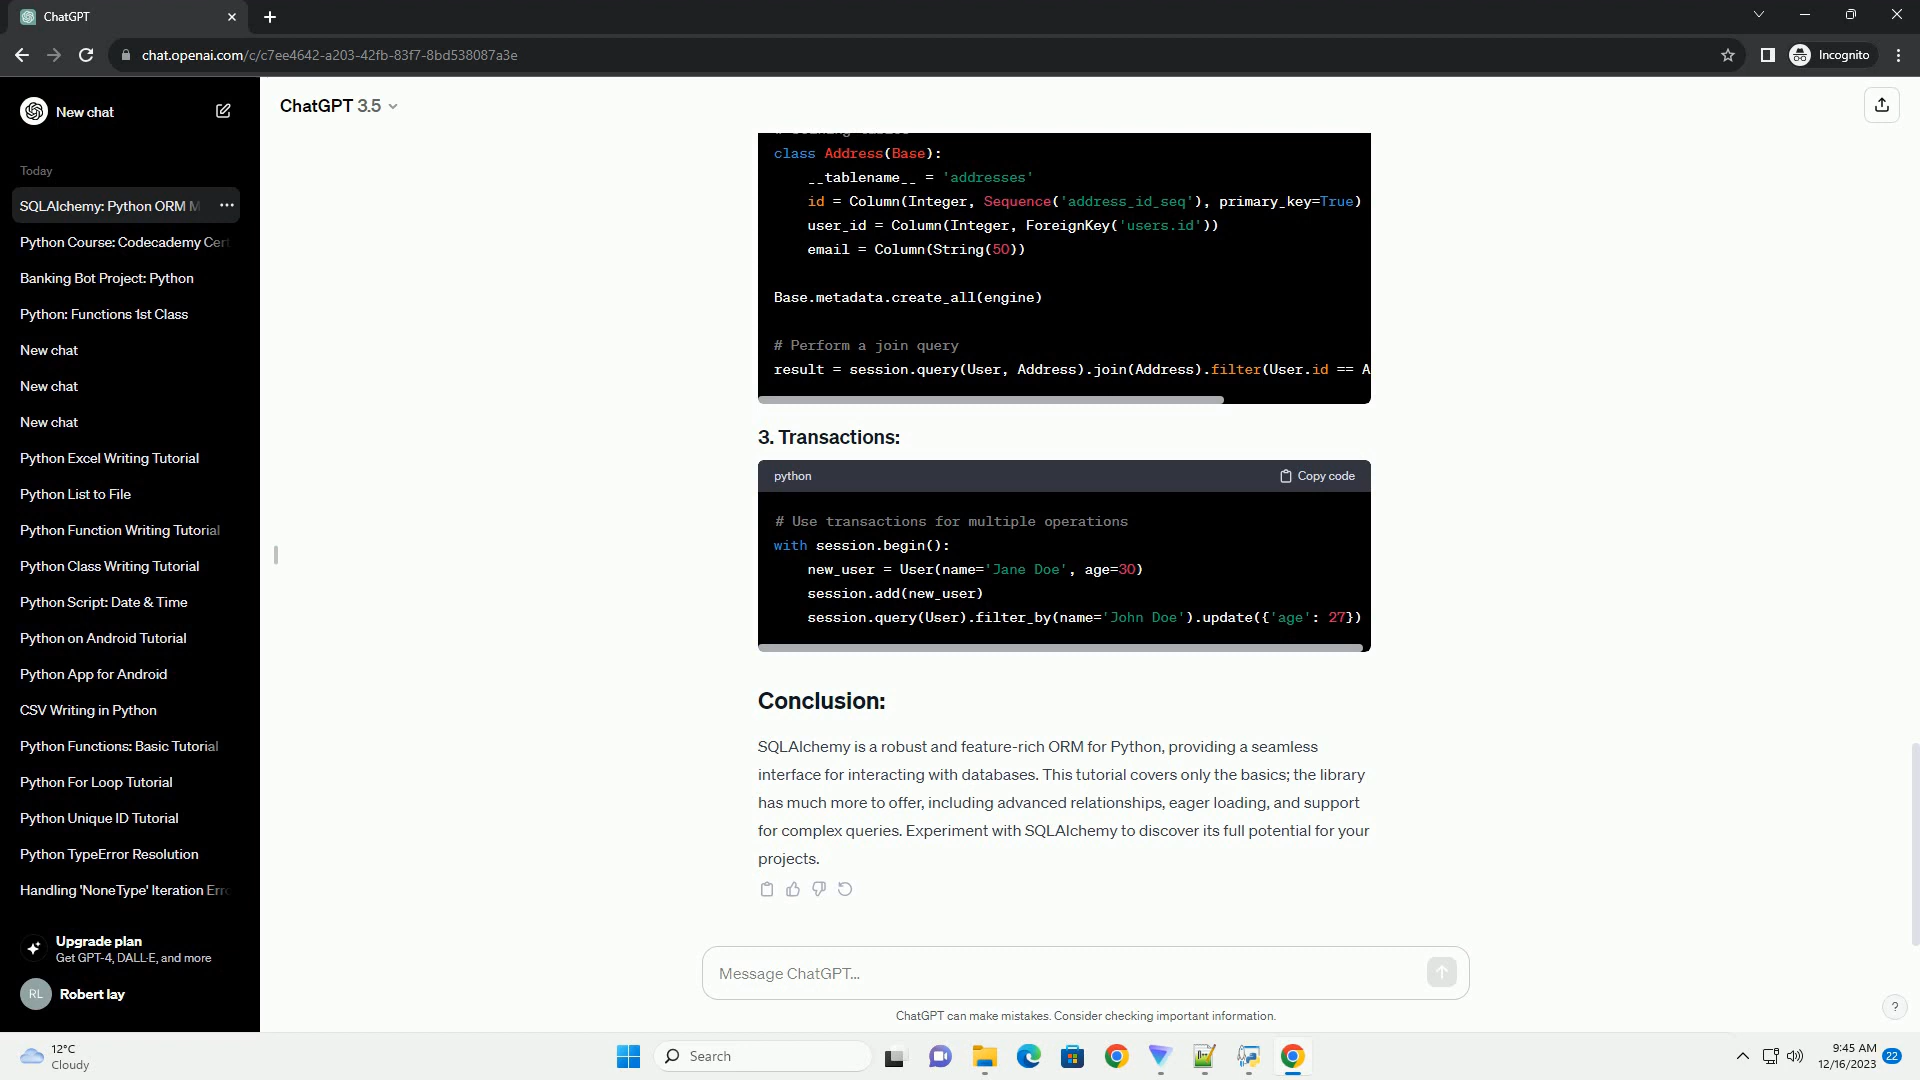 ChatGPT
chat.openai.com/c/c7ee4642-a203-42fb-83f7-8bd538087a3e
Incognito
New chat
Today
SQLAlchemy: Python ORM M
Python Course: Codecademy Cert
Banking Bot Project: Python
Python: Functions 1st Class
New chat
New chat
New chat
Python Excel Writing Tutorial
Python List to File
Python Function Writing Tutorial
Python Class Writing Tutorial
Python Script: Date & Time
Python on Android Tutorial
Python App for Android
CSV Writing in Python
Python Functions: Basic Tutorial
Python For Loop Tutorial
Python Unique ID Tutorial
Python TypeError Resolution
Handling 'NoneType' Iteration Erro
Upgrade plan
Get GPT-4, DALL·E, and more
RL
Robert lay
ChatGPT 3.5
class Address(Base):
__tablename__ = 'addresses'
id = Column(Integer, Sequence('address_id_seq'), primary_key=True)
user_id = Column(Integer, ForeignKey('users.id'))
email = Column(String(50))
Base.metadata.create_all(engine)
# Perform a join query
result = session.query(User, Address).join(Address).filter(User.id == A
3. Transactions:
python
Copy code
# Use transactions for multiple operations
with session.begin():
new_user = User(name='Jane Doe', age=30)
session.add(new_user)
session.query(User).filter_by(name='John Doe').update({'age': 27})
Conclusion:
SQLAlchemy is a robust and feature-rich ORM for Python, providing a seamless
interface for interacting with databases. This tutorial covers only the basics; the library
has much more to offer, including advanced relationships, eager loading, and support
for complex queries. Experiment with SQLAlchemy to discover its full potential for your
projects.
Message ChatGPT...
ChatGPT can make mistakes. Consider checking important information.
?
12°C
Cloudy
Search
9:45 AM
12/16/2023
22